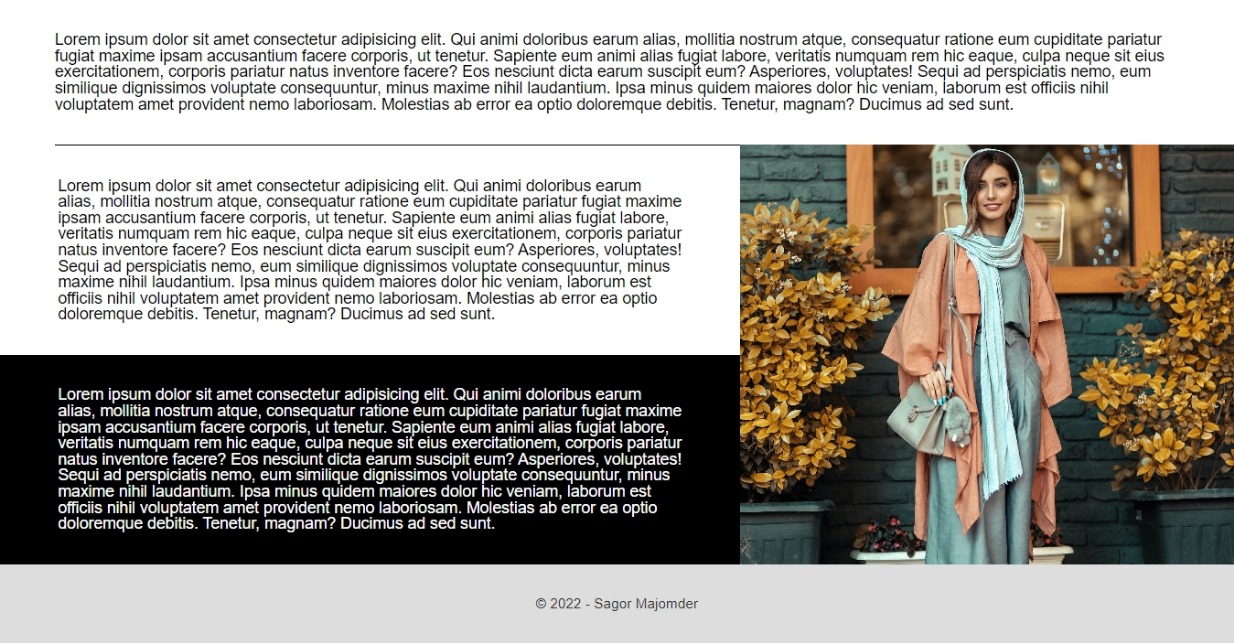 Lorem ipsum dolor sit amet consectetur adipisicing elit. Qui animi doloribus earum alias, mollitia nostrum atque, consequatur ratione eum cupiditate pariatur
fugiat maxime ipsam accusantium facere corporis, ut tenetur. Sapiente eum animi alias fugiat labore, veritatis numquam rem hic eaque, culpa neque sit eius
exercitationem, corporis pariatur natus inventore facere? Eos nesciunt dicta earum suscipit eum? Asperiores, voluptates! Sequi ad perspiciatis nemo, eum
similique dignissimos voluptate consequuntur, minus maxime nihil laudantium. Ipsa minus quidem maiores dolor hic veniam, laborum est officiis nihil
voluptatem amet provident nemo laboriosam. Molestias ab error ea optio doloremque debitis. Tenetur, magnam? Ducimus ad sed sunt.
Lorem ipsum dolor sit amet consectetur adipisicing elit. Qui animi doloribus earum
alias, mollitia nostrum atque, consequatur ratione eum cupiditate pariatur fugiat maxime
ipsam accusantium facere corporis, ut tenetur. Sapiente eum animi alias fugiat labore,
veritatis numquam rem hic eaque, culpa neque sit eius exercitationem, corporis pariatur
natus inventore facere? Eos nesciunt dicta earum suscipit eum? Asperiores, voluptates!
Sequi ad perspiciatis nemo, eum similique dignissimos voluptate consequuntur, minus
maxime nihil laudantium. Ipsa minus quidem maiores dolor hic veniam, laborum est
officiis nihil voluptatem amet provident nemo laboriosam. Molestias ab error ea optio
doloremque debitis. Tenetur, magnam? Ducimus ad sed sunt.
Lorem ipsum dolor sit amet consectetur adipisicing elit. Qui animi doloribus earum
alias, mollitia nostrum atque, consequatur ratione eum cupiditate pariatur fugiat maxime
ipsam accusantium facere corporis, ut tenetur. Sapiente eum animi alias fugiat labore,
veritatis numquam rem hic eaque, culpa neque sit eius exercitationem, corporis pariatur
natus inventore facere? Eos nesciunt dicta earum suscipit eum? Asperiores, voluptates!
Sequi ad perspiciatis nemo, eum similique dignissimos voluptate consequuntur, minus
maxime nihil laudantium. Ipsa minus quidem maiores dolor hic veniam, laborum est
officiis nihil voluptatem amet provident nemo laboriosam. Molestias ab error ea optio
doloremque debitis. Tenetur, magnam? Ducimus ad sed sunt.
© 2022 - Sagor Majomder